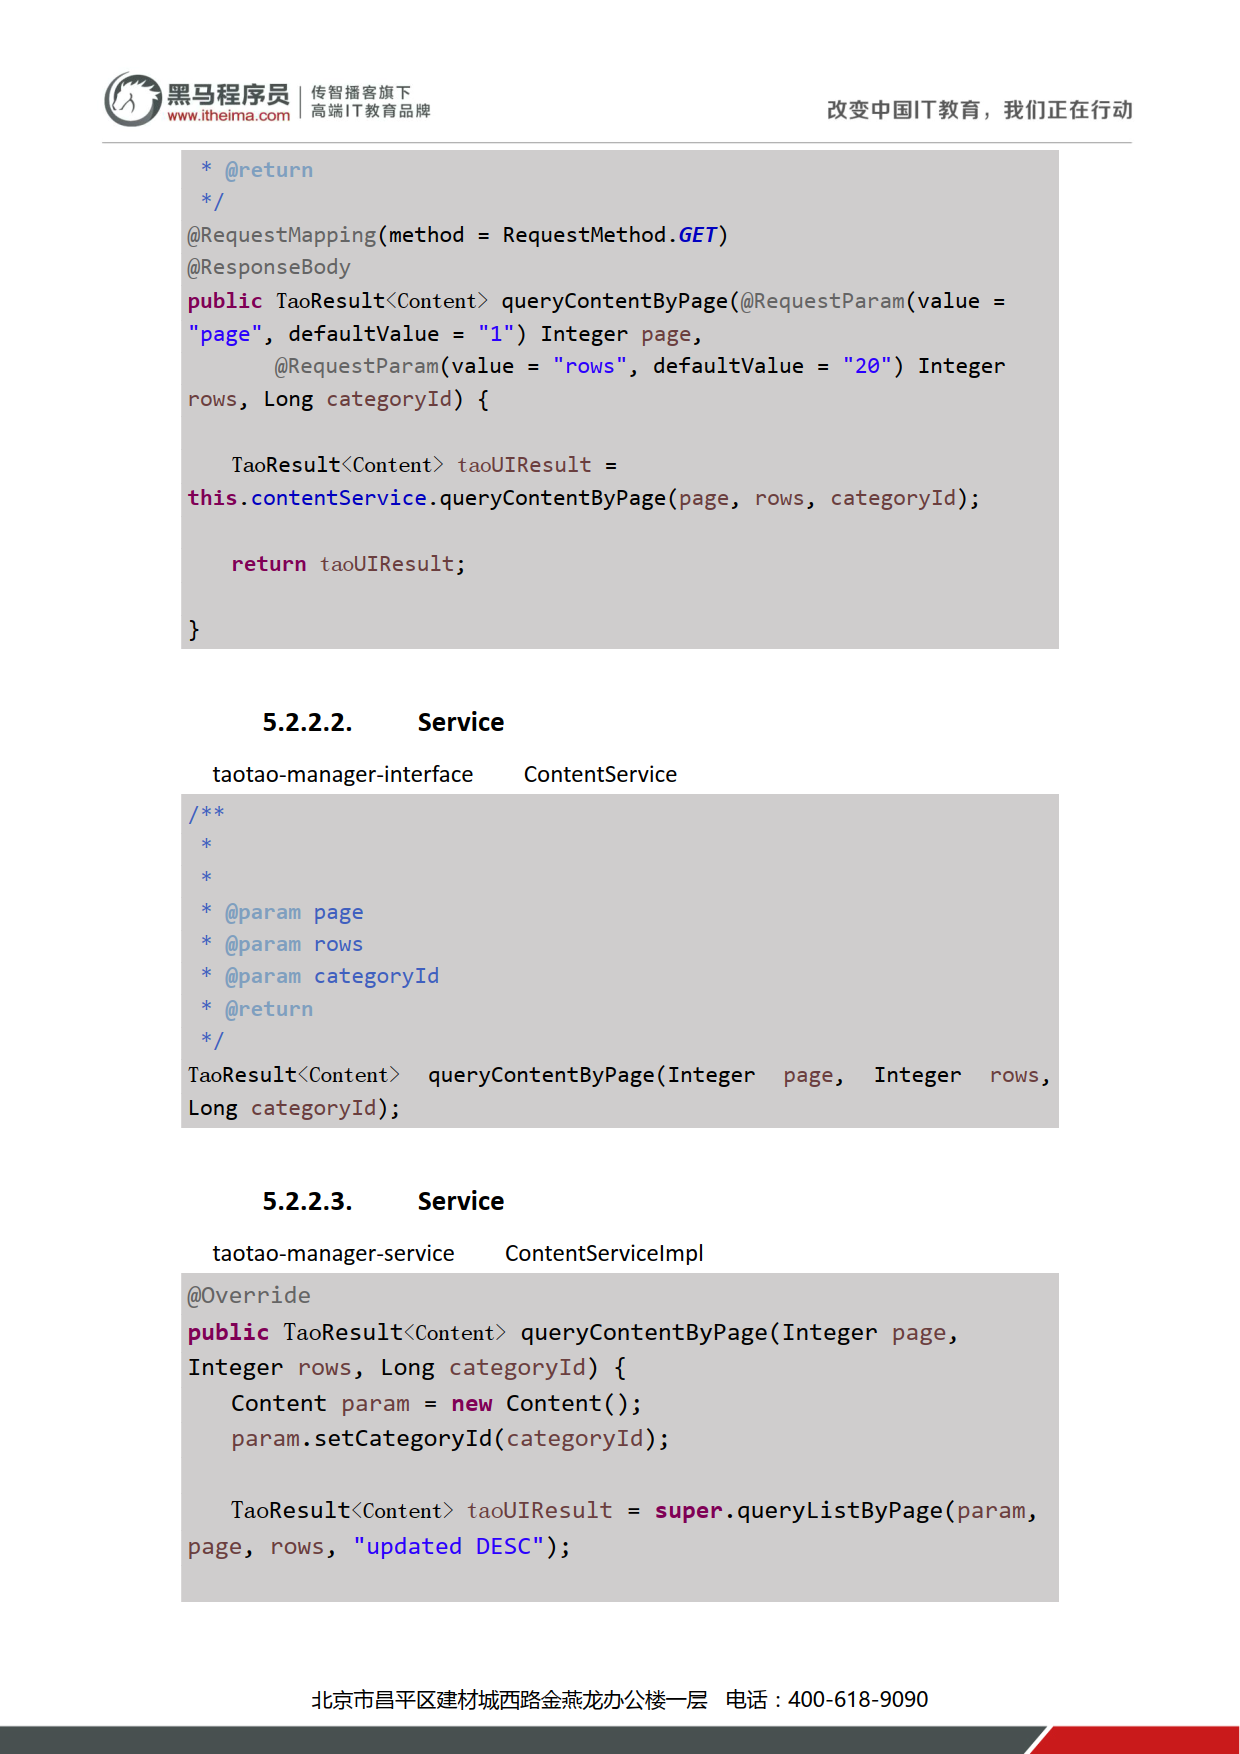 黑马程序员
www.itheima.com
传智播客旗下
高端IT教育品牌
改变中国IT教育，我们正在行动
* @return
*/
@RequestMapping(method = RequestMethod.GET)
@ResponseBody
public TaoResult<Content> queryContentByPage(@RequestParam(value =
"page", defaultValue = "1") Integer page,
@RequestParam(value = "rows", defaultValue = "20") Integer
rows, Long categoryId) {
TaoResult<Content> taoUIResult =
this.contentService.queryContentByPage(page, rows, categoryId);
return taoUIResult;
}
5.2.2.2. Service
taotao-manager-interface ContentService
/**
*
*
* @param page
* @param rows
* @param categoryId
* @return
*/
TaoResult<Content> queryContentByPage(Integer page, Integer rows,
Long categoryId);
5.2.2.3. Service
taotao-manager-service ContentServiceImpl
@Override
public TaoResult<Content> queryContentByPage(Integer page,
Integer rows, Long categoryId) {
Content param = new Content();
param.setCategoryId(categoryId);
TaoResult<Content> taoUIResult = super.queryListByPage(param,
page, rows, "updated DESC");
北京市昌平区建材城西路金燕龙办公楼一层 电话：400-618-9090